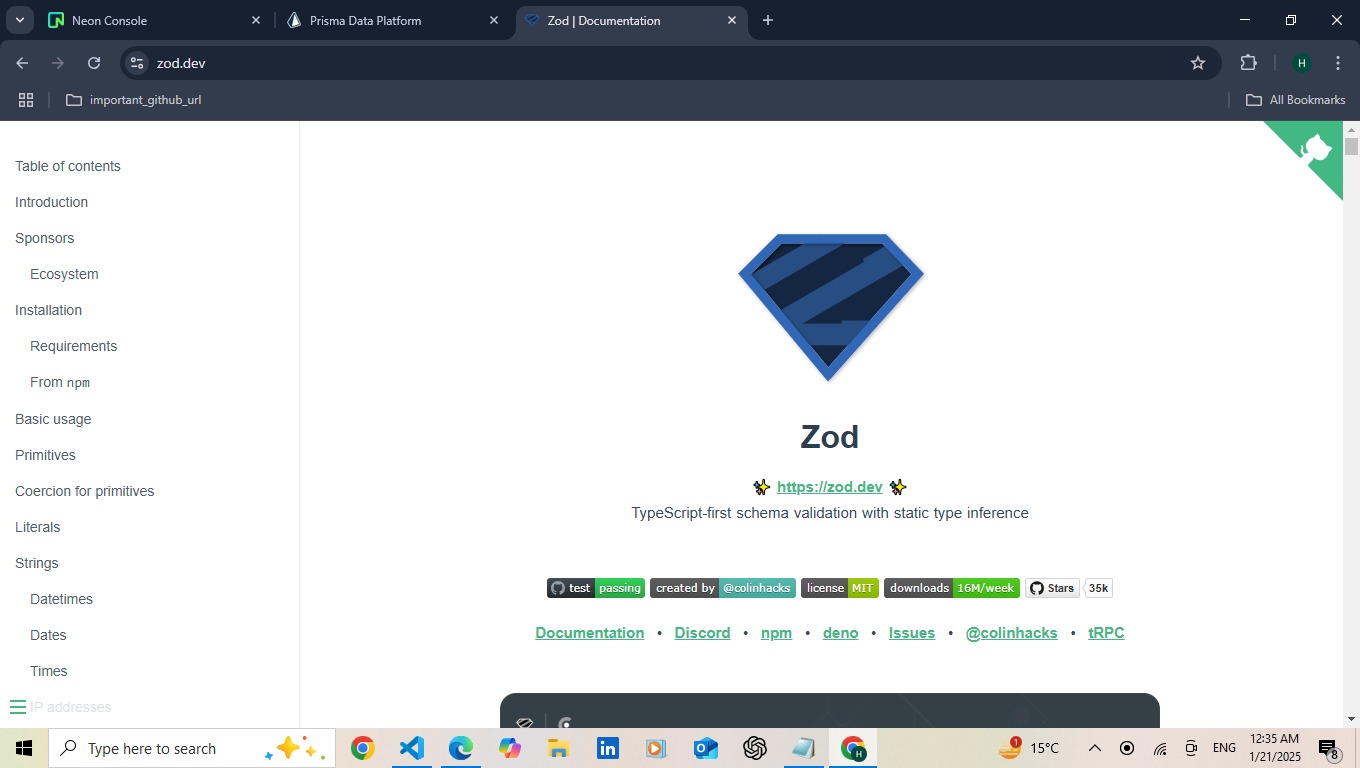 Neon Console
Prisma Data Platform
Zod | Documentation
zod.dev
H
important_github_url
All Bookmarks
Table of contents
Introduction
Sponsors
Ecosystem
Installation
Requirements
From npm
Basic usage
Primitives
Coercion for primitives
Literals
Strings
Datetimes
Dates
Times
IP addresses
Zod
✨ https://zod.dev ✨
TypeScript-first schema validation with static type inference
test passing created by @colinhacks license MIT downloads 16M/week Stars 35k
Documentation • Discord • npm • deno • Issues • @colinhacks • tRPC
Type here to search
in
H
1
15°C
ENG
12:35 AM
1/21/2025
8